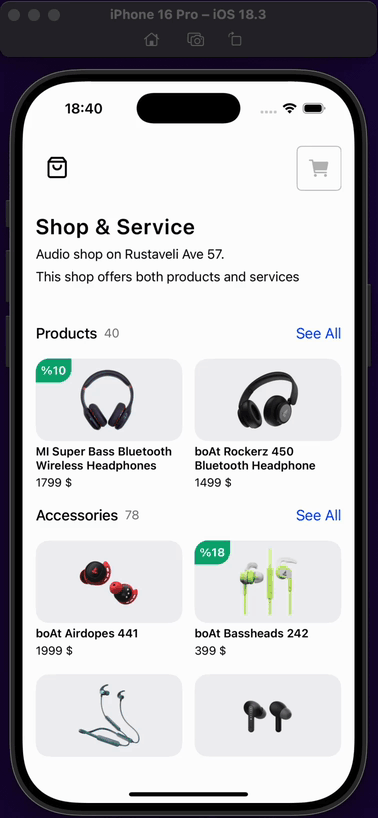 iPhone 16 Pro – iOS 18.3
18:40
Shop & Service
Audio shop on Rustaveli Ave 57.
This shop offers both products and services
Products 40
See All
%10
MI Super Bass Bluetooth
Wireless Headphones
1799 $
boAt Rockerz 450
Bluetooth Headphone
1499 $
Accessories 78
See All
%18
boAt Airdopes 441
1999 $
boAt Bassheads 242
399 $